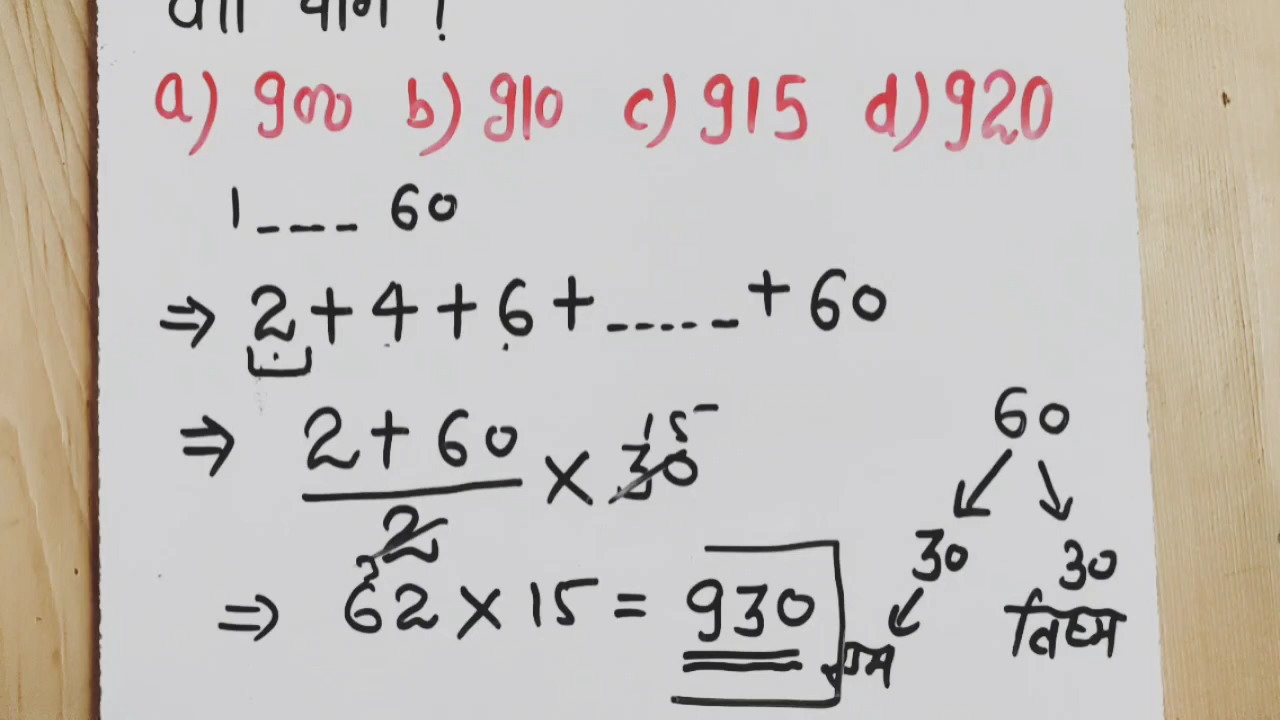 का योग ?
a) 900 b) 910 c) 915 d) 920
1 ---- 60
⇒ 2 + 4 + 6 + ----- + 60
⇒ 2 + 60 / 2 × 30 15
60
30 30
सम विषम
⇒ 62 × 15 = 930